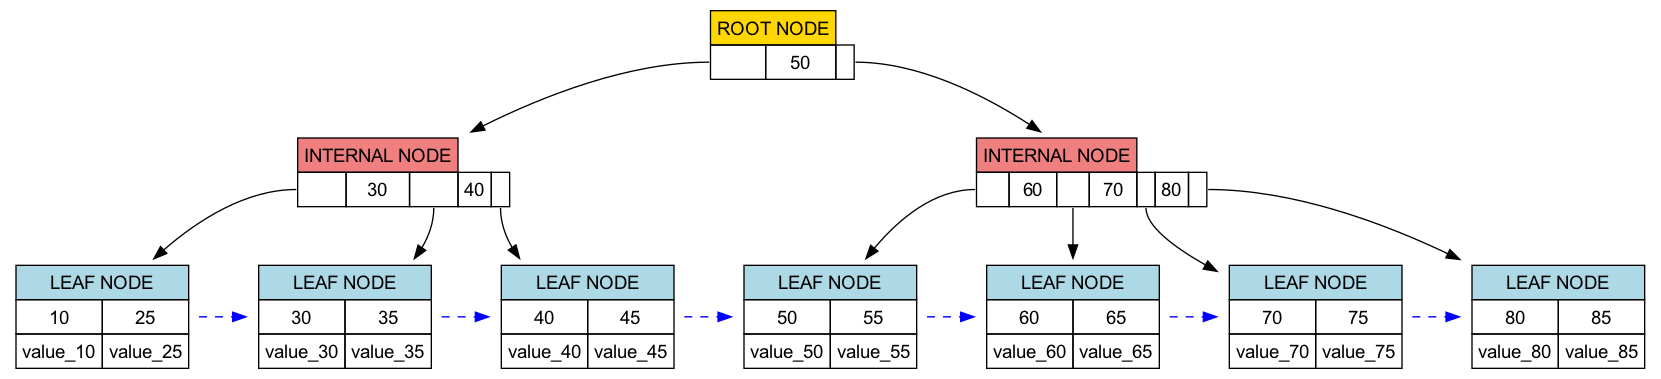 ROOT NODE
50
INTERNAL NODE
30 40
INTERNAL NODE
60 70 80
LEAF NODE
10 25
value_10 value_25
LEAF NODE
30 35
value_30 value_35
LEAF NODE
40 45
value_40 value_45
LEAF NODE
50 55
value_50 value_55
LEAF NODE
60 65
value_60 value_65
LEAF NODE
70 75
value_70 value_75
LEAF NODE
80 85
value_80 value_85